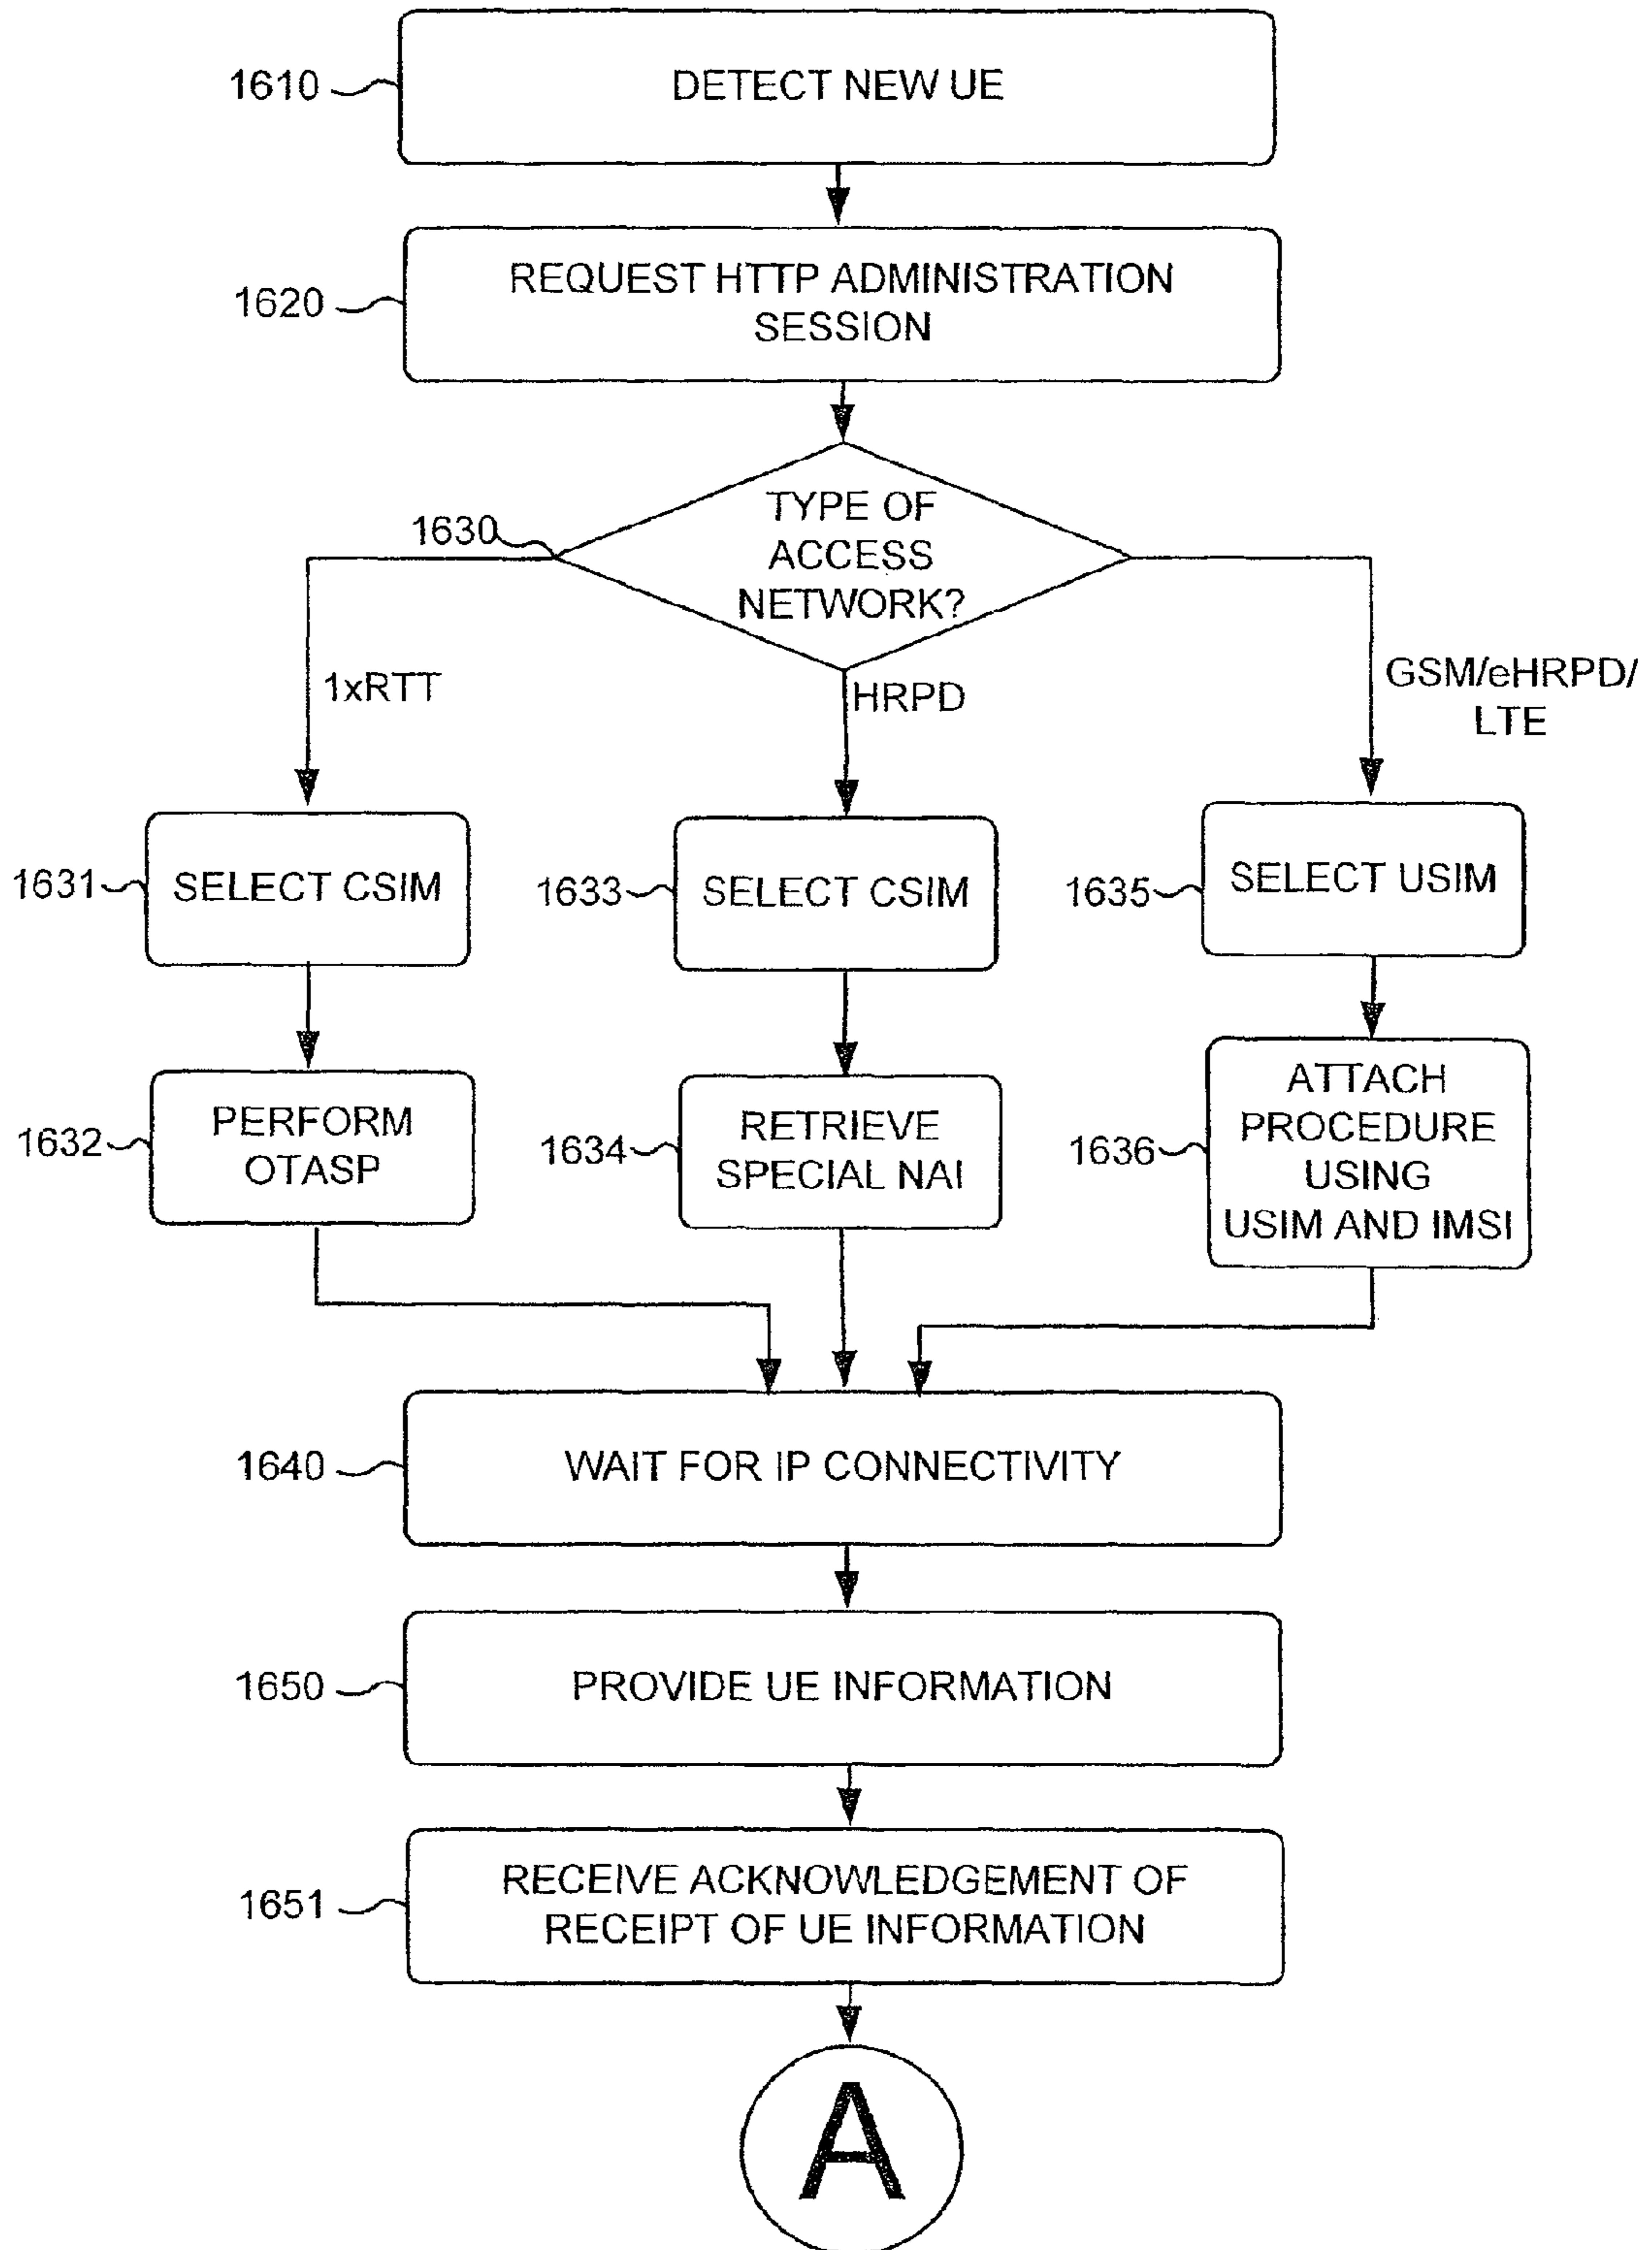 1610
DETECT NEW UE
1620
REQUEST HTTP ADMINISTRATION
SESSION
1630
TYPE OF
ACCESS
NETWORK?
1xRTT
HRPD
GSM/eHRPD/
LTE
1631
SELECT CSIM
1633
SELECT CSIM
1635
SELECT USIM
1632
PERFORM
OTASP
1634
RETRIEVE
SPECIAL NAI
1636
ATTACH
PROCEDURE
USING
USIM AND IMSI
1640
WAIT FOR IP CONNECTIVITY
1650
PROVIDE UE INFORMATION
1651
RECEIVE ACKNOWLEDGEMENT OF
RECEIPT OF UE INFORMATION
A